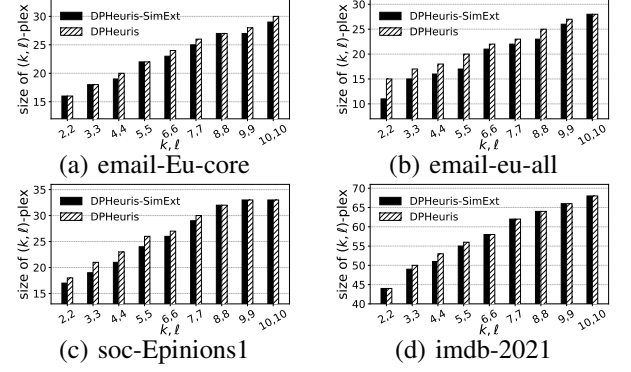 size of (k, ℓ)-plex
30
25
20
15
DPHeuris-SimExt
DPHeuris
2,2 3,3 4,4 5,5 6,6 7,7 8,8 9,9 10,10
k, ℓ
(a) email-Eu-core
size of (k, ℓ)-plex
30
25
20
15
10
DPHeuris-SimExt
DPHeuris
2,2 3,3 4,4 5,5 6,6 7,7 8,8 9,9 10,10
k, ℓ
(b) email-eu-all
size of (k, ℓ)-plex
35
30
25
20
15
DPHeuris-SimExt
DPHeuris
2,2 3,3 4,4 5,5 6,6 7,7 8,8 9,9 10,10
k, ℓ
(c) soc-Epinions1
size of (k, ℓ)-plex
70
65
60
55
50
45
40
DPHeuris-SimExt
DPHeuris
2,2 3,3 4,4 5,5 6,6 7,7 8,8 9,9 10,10
k, ℓ
(d) imdb-2021